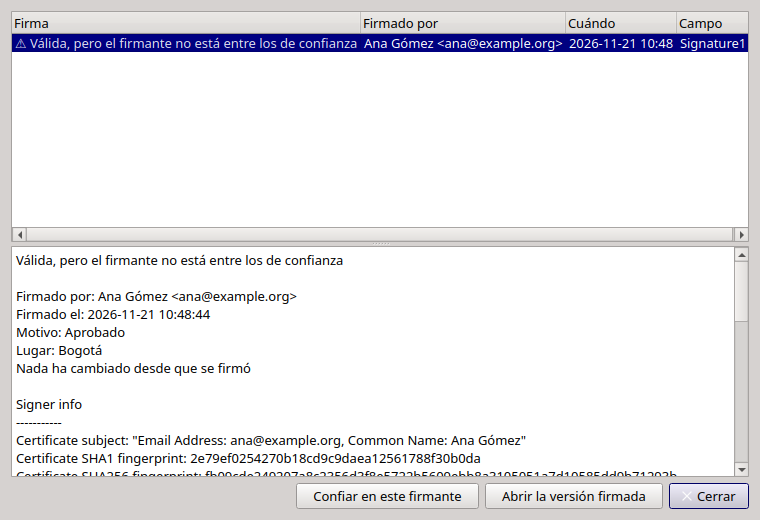 Firma Firmado por Cuándo Campo
⚠ Válida, pero el firmante no está entre los de confianza Ana Gómez <ana@example.org> 2026-11-21 10:48 Signature1
Válida, pero el firmante no está entre los de confianza
Firmado por: Ana Gómez <ana@example.org>
Firmado el: 2026-11-21 10:48:44
Motivo: Aprobado
Lugar: Bogotá
Nada ha cambiado desde que se firmó
Signer info
-----------
Certificate subject: "Email Address: ana@example.org, Common Name: Ana Gómez"
Certificate SHA1 fingerprint: 2e79ef0254270b18cd9c9daea12561788f30b0da
Certificate SHA256 fingerprint:
Confiar en este firmante Abrir la versión firmada Cerrar